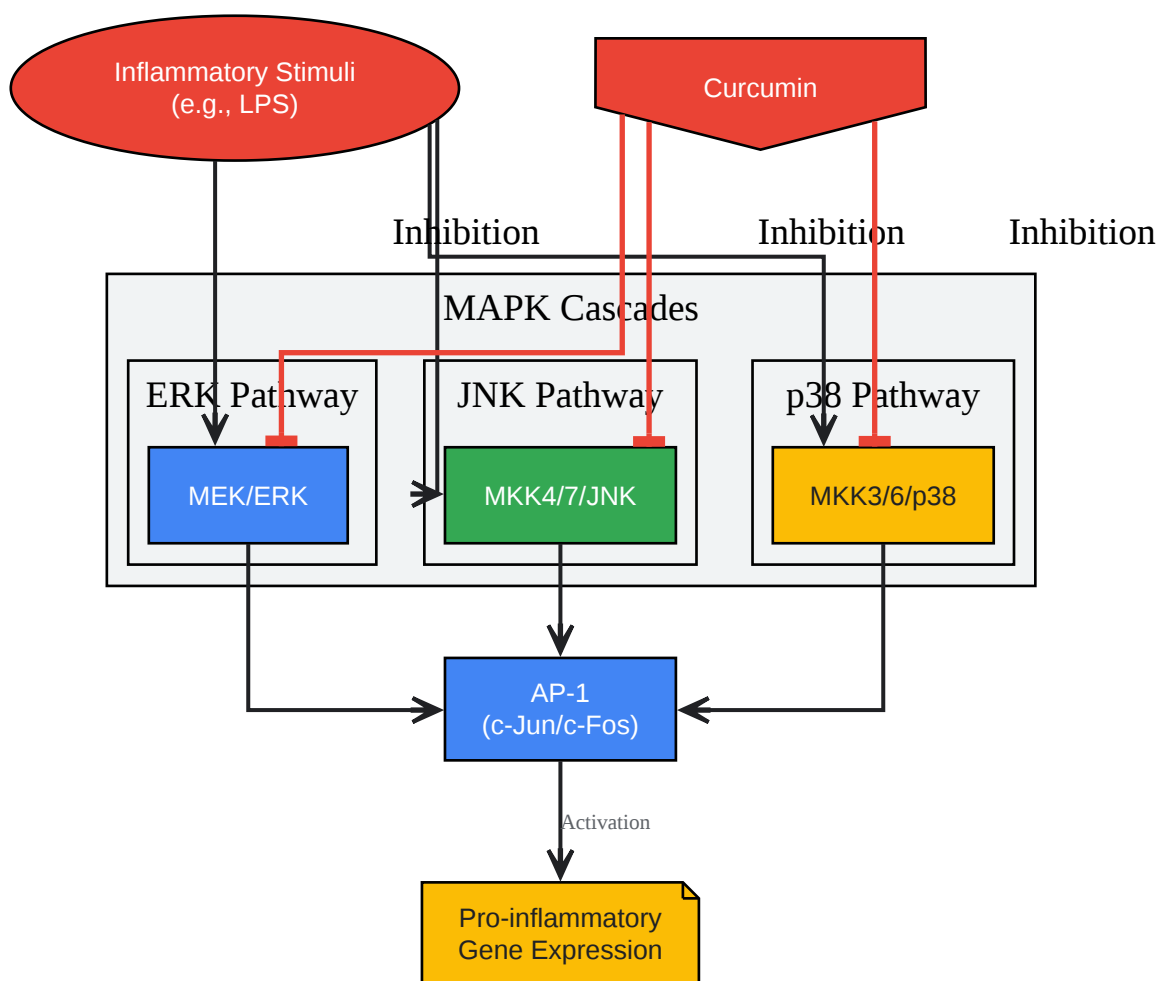 Inflammatory Stimuli
(e.g., LPS)
Curcumin
Inhibition
Inhibition
Inhibition
MAPK Cascades
ERK Pathway
JNK Pathway
p38 Pathway
MEK/ERK
MKK4/7/JNK
MKK3/6/p38
AP-1
(c-Jun/c-Fos)
Activation
Pro-inflammatory
Gene Expression